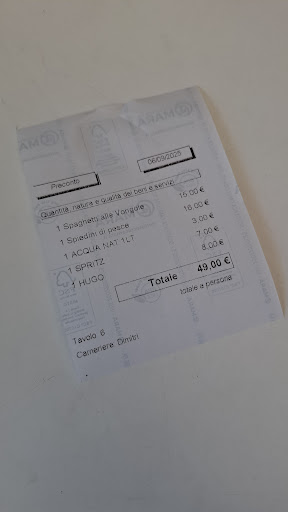 Preconto
06/03/2025
Quantità, natura e qualità dei beni e servizi
1 Spaghetti alle Vongole 15.00 €
1 Spiedini di pesce 16.00 €
1 ACQUA NAT 1LT 3.00 €
1 SPRITZ 7.00 €
1 HUGO 8.00 €
Totale 49.00 €
totale a persona
Tavolo 8
Cameriere Dimitri